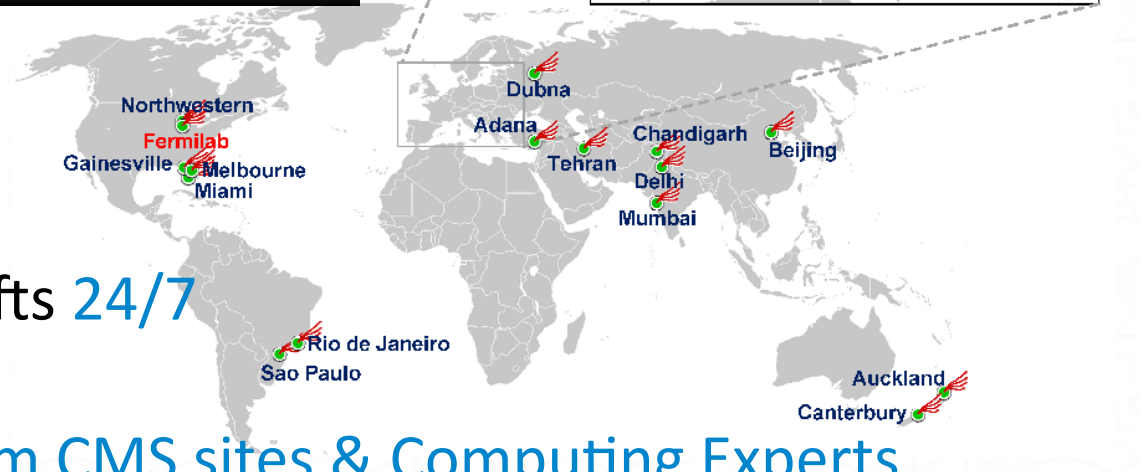 Dubna
Northwestern
Adana
Chandigarh
Fermilab
Beijing
Tehran
Gainesville
Melbourne
Delhi
Miami
Mumbai
fts 24/7
Rio de Janeiro
Sao Paulo
Auckland
Canterbury
m CMS sites & Computing Experts